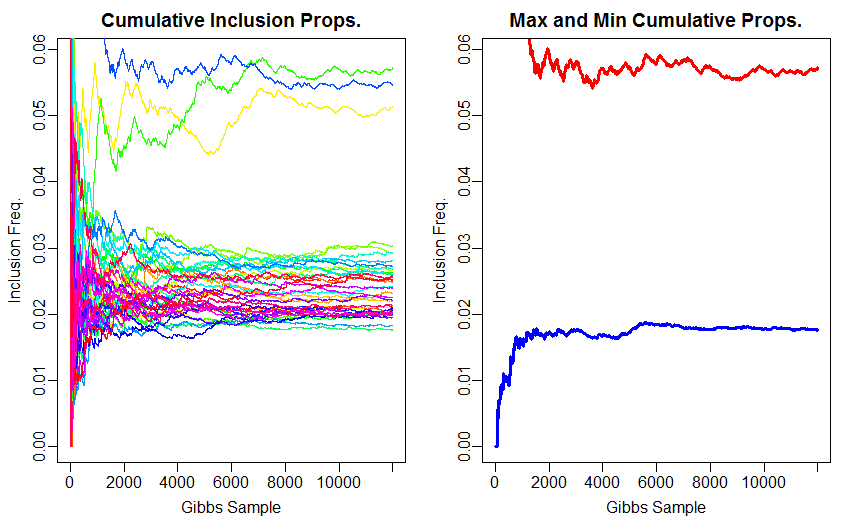 Cumulative Inclusion Props.
Inclusion Freq.
0.06
0.05
0.04
0.03
0.02
0.01
0.00
0 2000 4000 6000 8000 10000
Gibbs Sample
Max and Min Cumulative Props.
Inclusion Freq.
0.06
0.05
0.04
0.03
0.02
0.01
0.00
0 2000 4000 6000 8000 10000
Gibbs Sample